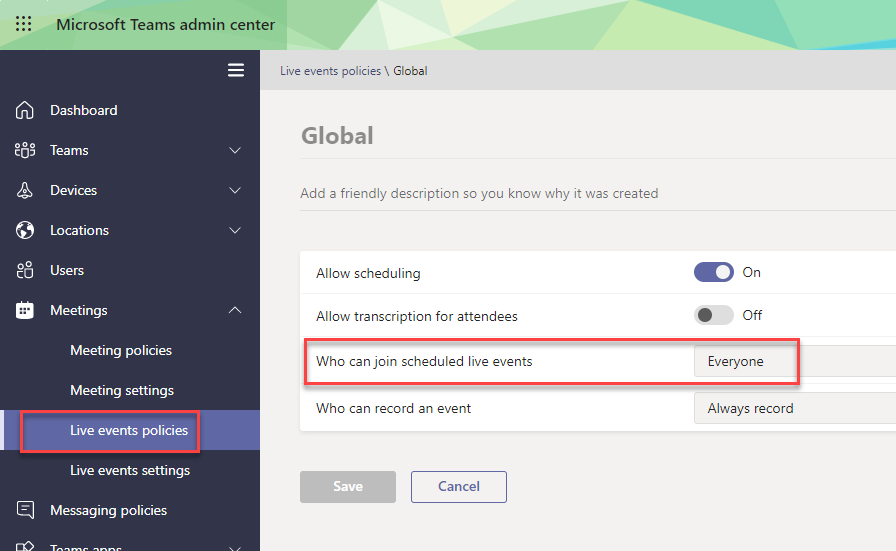 Microsoft Teams admin center
Live events policies \ Global
Dashboard
Teams
Devices
Locations
Users
Meetings
Meeting policies
Meeting settings
Live events policies
Live events settings
Messaging policies
Teams apps
Global
Add a friendly description so you know why it was created
Allow scheduling On
Allow transcription for attendees Off
Who can join scheduled live events Everyone
Who can record an event Always record
Save Cancel